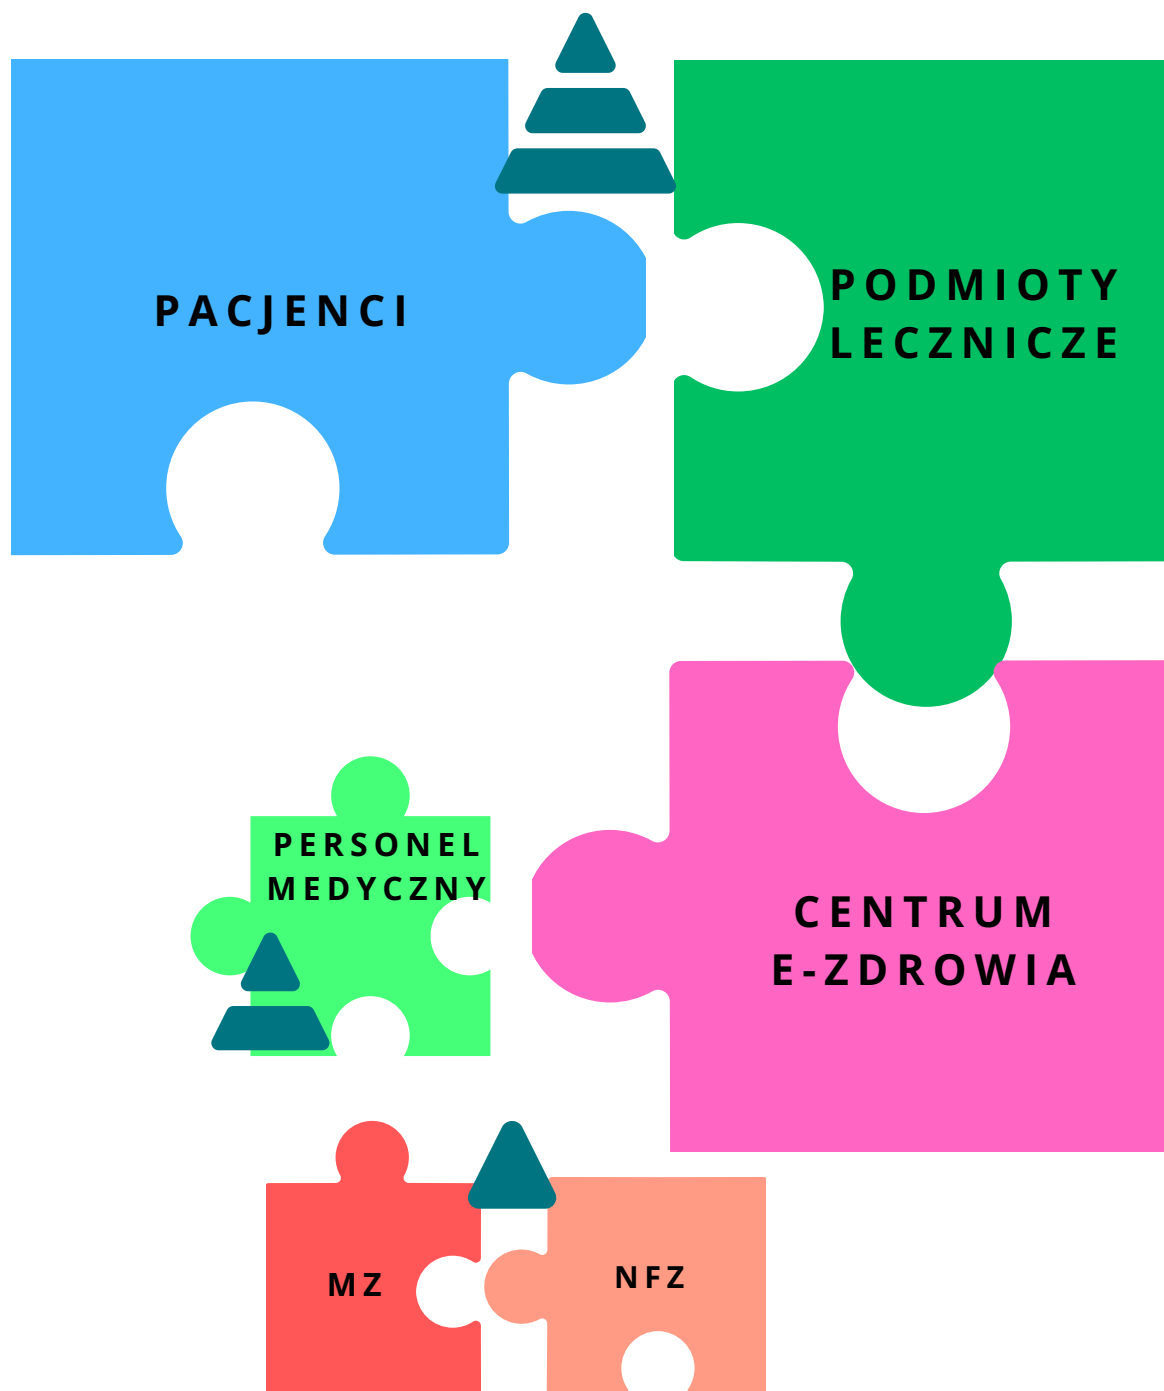 PACJENCI
PODMIOTY
LECZNICZE
PERSONEL
MEDYCZNY
CENTRUM
E-ZDROWIA
MZ
NFZ